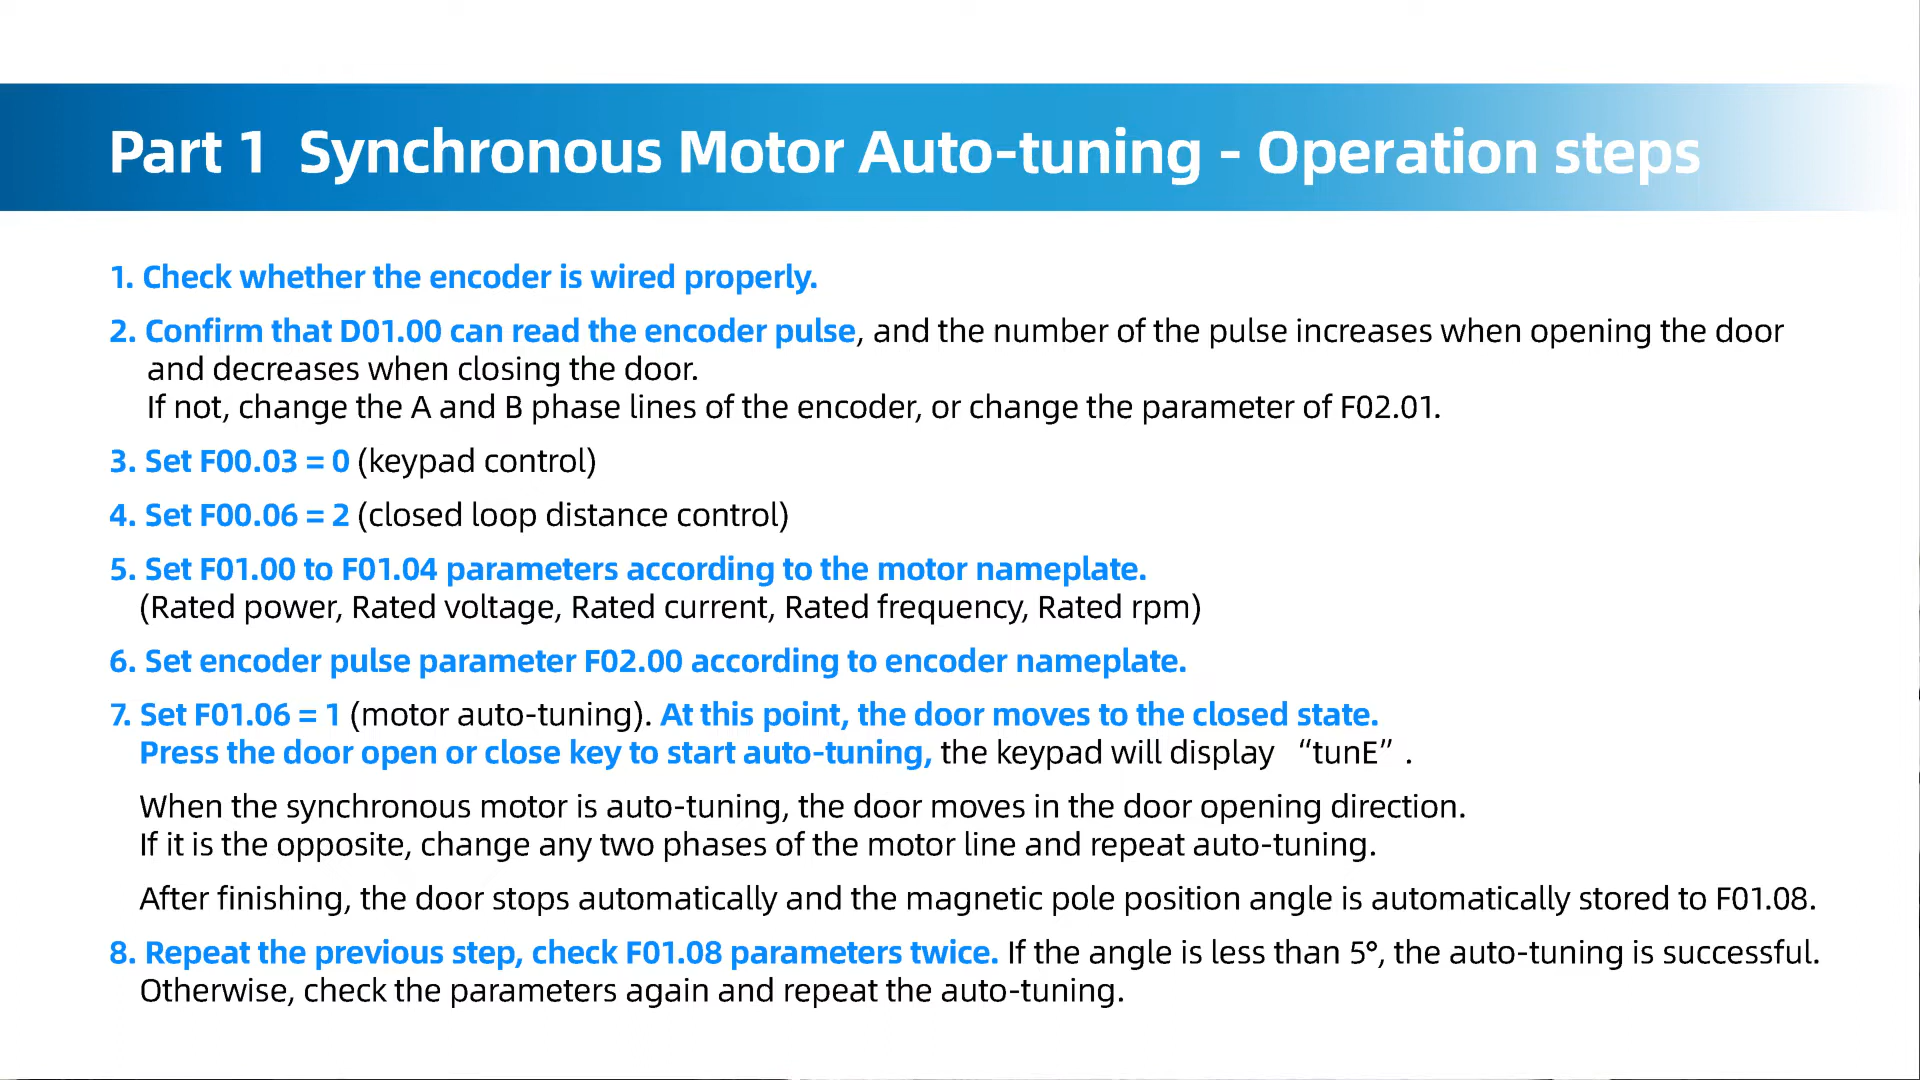 Part 1 Synchronous Motor Auto-tuning - Operation steps
1. Check whether the encoder is wired properly.
2. Confirm that D01.00 can read the encoder pulse, and the number of the pulse increases when opening the door
and decreases when closing the door.
If not, change the A and B phase lines of the encoder, or change the parameter of F02.01.
3. Set F00.03 = 0 (keypad control)
4. Set F00.06 = 2 (closed loop distance control)
5. Set F01.00 to F01.04 parameters according to the motor nameplate.
(Rated power, Rated voltage, Rated current, Rated frequency, Rated rpm)
6. Set encoder pulse parameter F02.00 according to encoder nameplate.
7. Set F01.06 = 1 (motor auto-tuning). At this point, the door moves to the closed state.
Press the door open or close key to start auto-tuning, the keypad will display “tunE”.
When the synchronous motor is auto-tuning, the door moves in the door opening direction.
If it is the opposite, change any two phases of the motor line and repeat auto-tuning.
After finishing, the door stops automatically and the magnetic pole position angle is automatically stored to F01.08.
8. Repeat the previous step, check F01.08 parameters twice. If the angle is less than 5°, the auto-tuning is successful.
Otherwise, check the parameters again and repeat the auto-tuning.